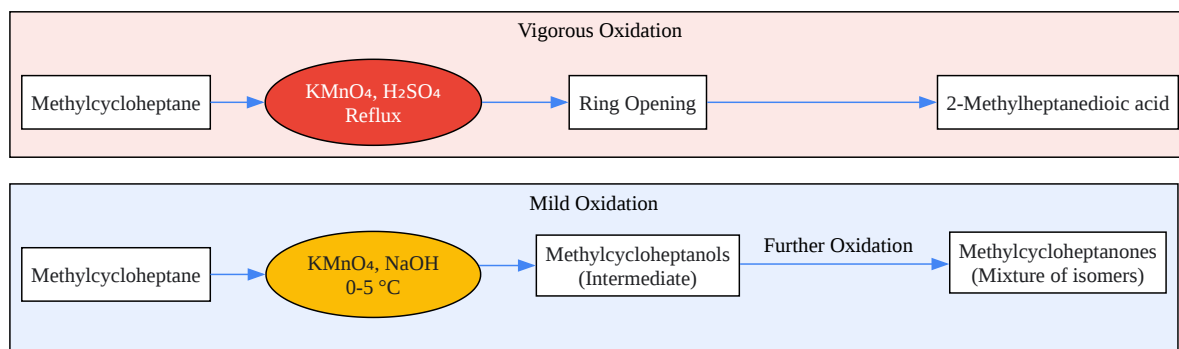 Vigorous Oxidation
Methylcycloheptane
KMnO₄, H₂SO₄
Reflux
Ring Opening
2-Methylheptanedioic acid
Mild Oxidation
Methylcycloheptane
KMnO₄, NaOH
0-5 °C
Methylcycloheptanols
(Intermediate)
Further Oxidation
Methylcycloheptanones
(Mixture of isomers)